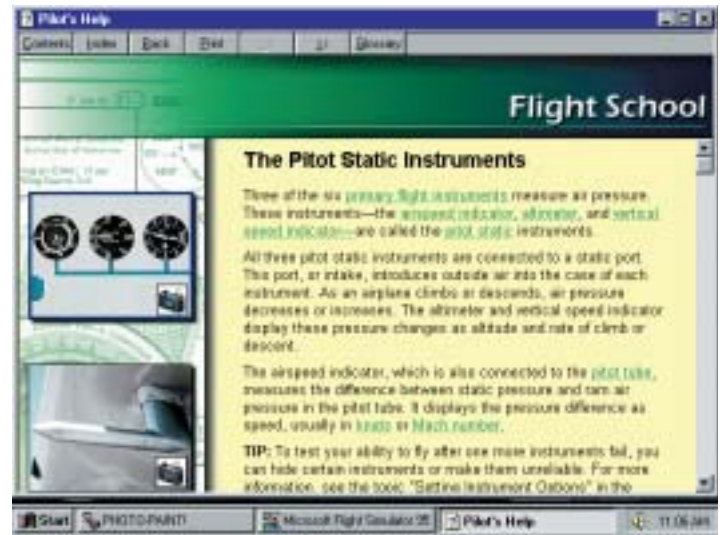 Pilot's Help
Contents Index Back Print Glossary
Flight School
The Pitot Static Instruments
Three of the six primary flight instruments measure air pressure.
These instruments—the airspeed indicator, altimeter, and vertical
speed indicator—are called the pitot static instruments.
All three pitot static instruments are connected to a static port.
This port, or intake, introduces outside air into the case of each
instrument. As an airplane climbs or descends, air pressure
decreases or increases. The altimeter and vertical speed indicator
display these pressure changes as altitude and rate of climb or
descent.
The airspeed indicator, which is also connected to the pitot tube,
measures the difference between static pressure and ram air
pressure in the pitot tube. It displays the pressure difference as
speed, usually in knots or Mach number.
TIP: To test your ability to fly after one more instruments fail, you
can hide certain instruments or make them unreliable. For more
information, see the topic "Setting Instrument Options" in the
Start PHOTO-PAINT! Microsoft Flight Simulator 95 Pilot's Help 11:06 AM